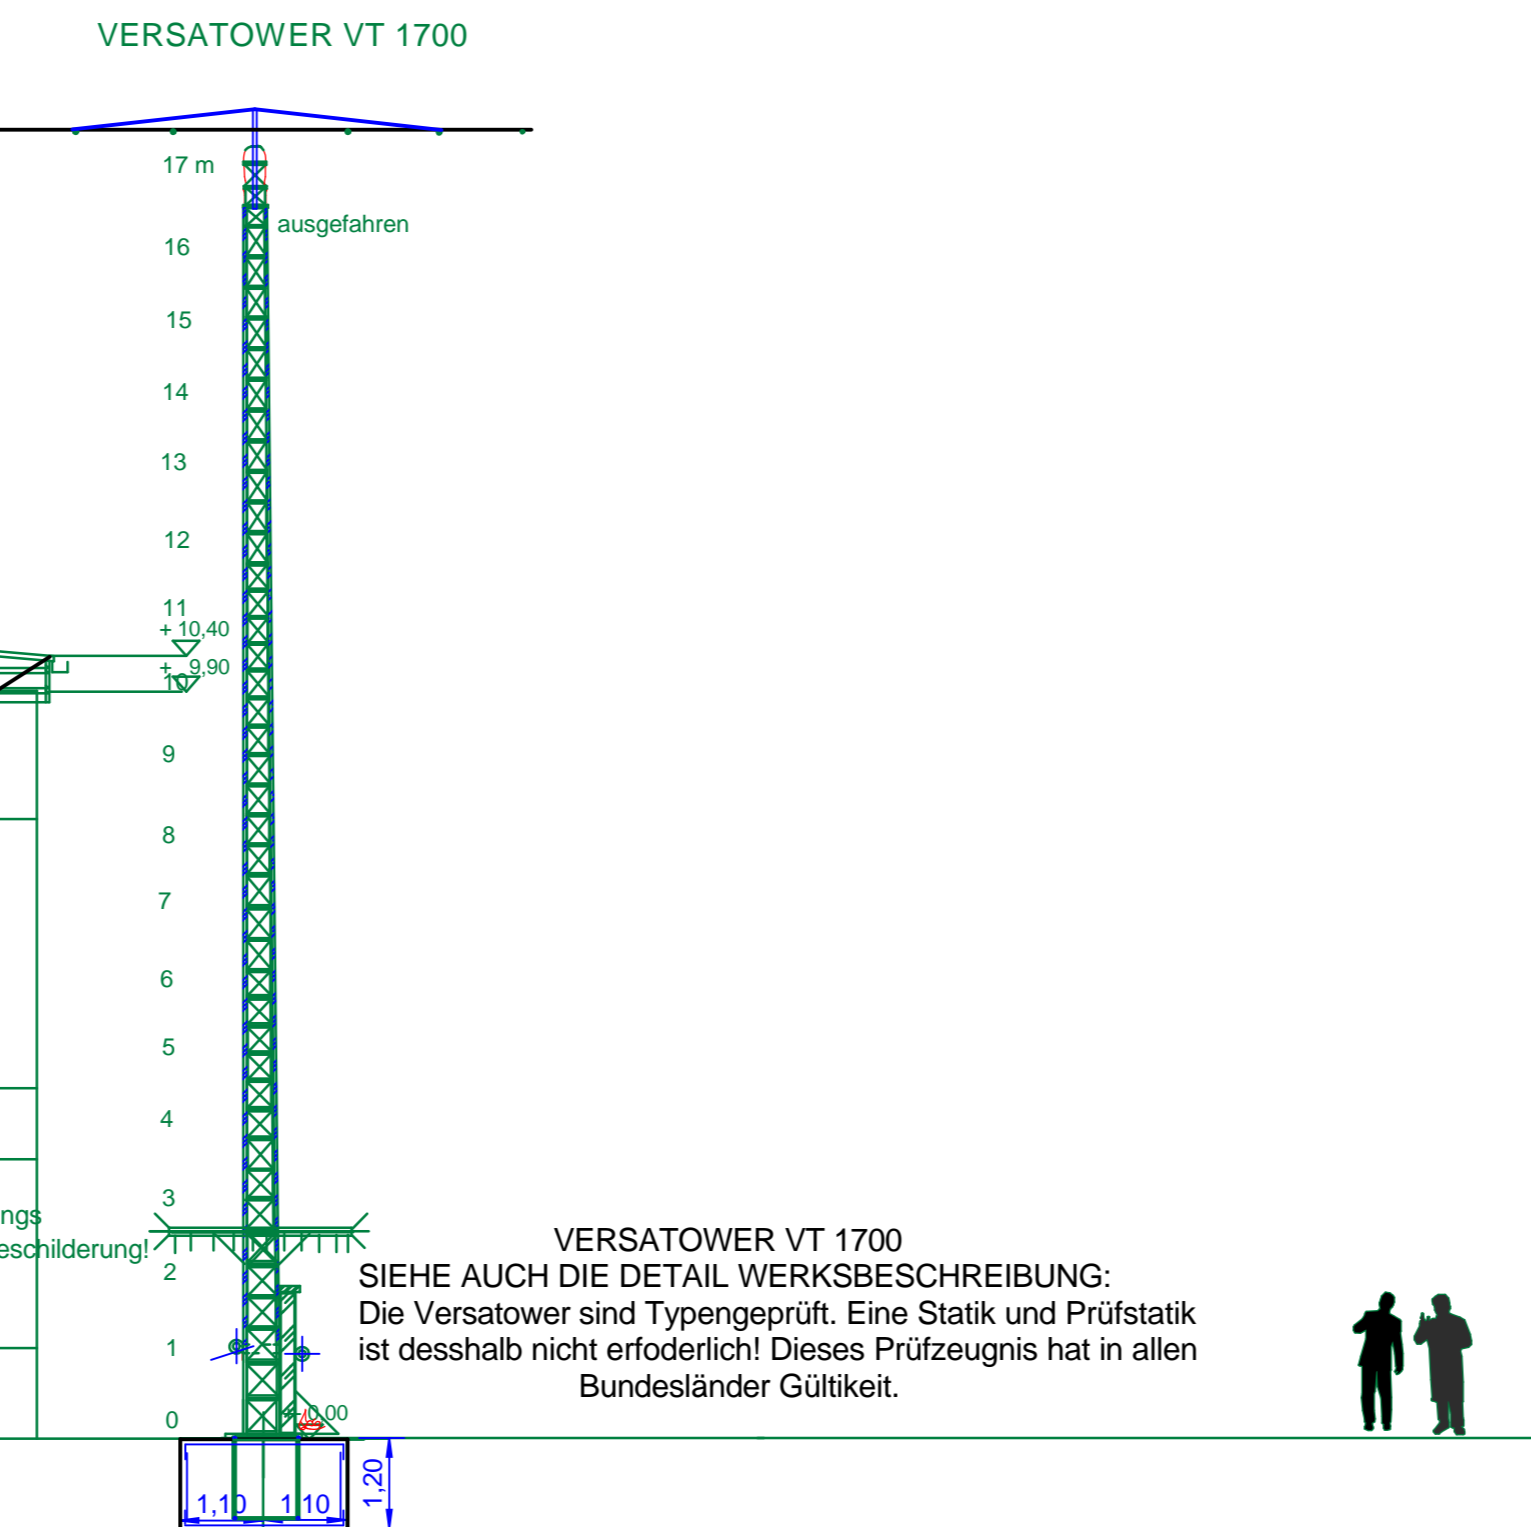 VERSATOWER VT 1700
17 m
ausgefahren
16
15
14
13
12
11
+ 10,40
+ 9,90
10
9
8
7
6
5
4
3
ngs
eschilderung!
2
1
0
VERSATOWER VT 1700
SIEHE AUCH DIE DETAIL WERKSBESCHREIBUNG:
Die Versatower sind Typengeprüft. Eine Statik und Prüfstatik
ist desshalb nicht erfoderlich! Dieses Prüfzeugnis hat in allen
Bundesländer Gültikeit.
+ 0,00
1,10
1,10
1,20